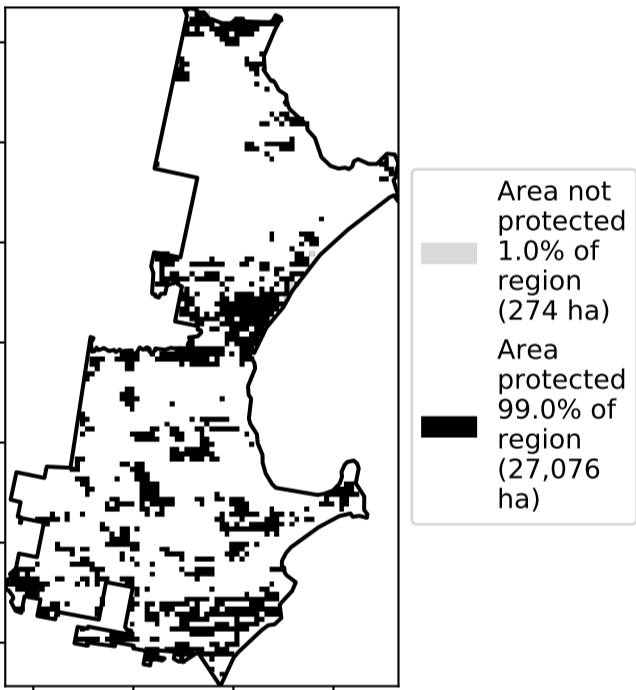 Area not
protected
1.0% of
region
(274 ha)
Area
protected
99.0% of
region
(27,076
ha)